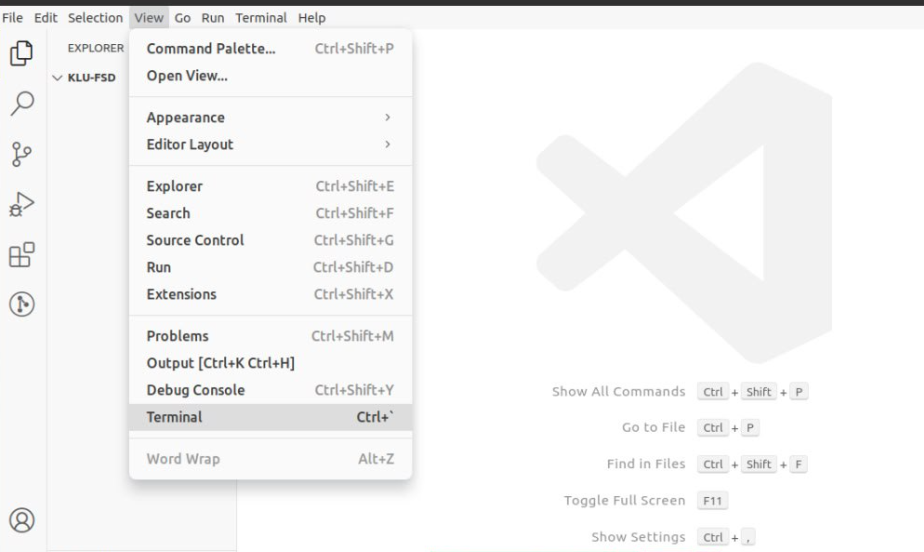 File Edit Selection View Go Run Terminal Help
EXPLORER
KLU-FSD
Command Palette... Ctrl+Shift+P
Open View...
Appearance
Editor Layout
Explorer Ctrl+Shift+E
Search Ctrl+Shift+F
Source Control Ctrl+Shift+G
Run Ctrl+Shift+D
Extensions Ctrl+Shift+X
Problems Ctrl+Shift+M
Output [Ctrl+K Ctrl+H]
Debug Console Ctrl+Shift+Y
Terminal Ctrl+`
Word Wrap Alt+Z
Show All Commands Ctrl + Shift + P
Go to File Ctrl + P
Find in Files Ctrl + Shift + F
Toggle Full Screen F11
Show Settings Ctrl + ,